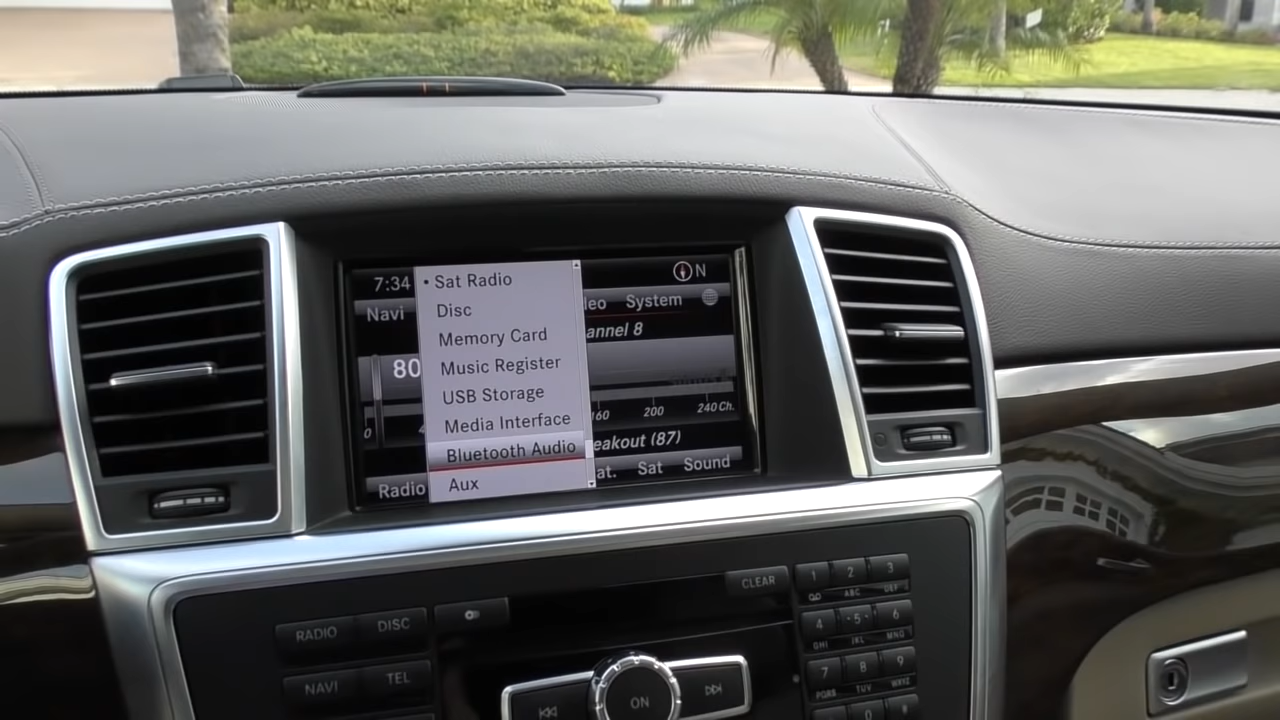 7:34
N
Navi
eo System
annel 8
80
0
160 200 240 Ch.
eakout (87)
Radio
at. Sat Sound
• Sat Radio
Disc
Memory Card
Music Register
USB Storage
Media Interface
Bluetooth Audio
Aux
CLEAR
RADIO DISC
NAVI TEL
ON
1 2 3
ABC DEF
4 -5- 6
GHI JKL MNO
7 8 9
PQRS TUV WXYZ
0